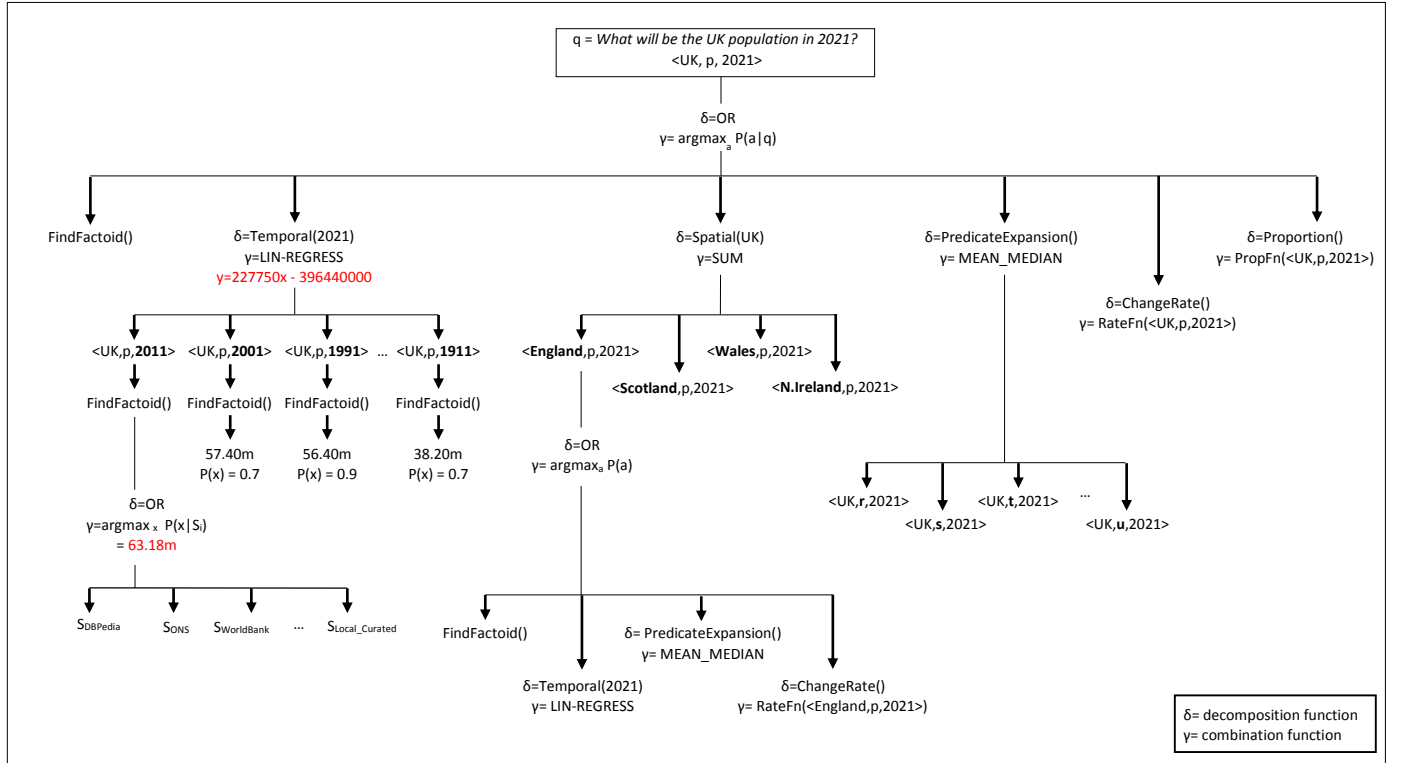 q = What will be the UK population in 2021?
<UK, p, 2021>
δ=OR
γ= argmaxₐ P(a|q)
FindFactoid()
δ=Temporal(2021)
γ=LIN-REGRESS
y=227750x - 396440000
δ=Spatial(UK)
γ=SUM
δ=PredicateExpansion()
γ= MEAN_MEDIAN
δ=ChangeRate()
γ= RateFn(<UK,p,2021>)
δ=Proportion()
γ= PropFn(<UK,p,2021>)
<UK,p,2011> <UK,p,2001> <UK,p,1991> ... <UK,p,1911>
FindFactoid() FindFactoid() FindFactoid() FindFactoid()
57.40m 56.40m 38.20m
P(x) = 0.7 P(x) = 0.9 P(x) = 0.7
δ=OR
γ=argmax ₓ P(x|Sᵢ)
= 63.18m
S_DBPedia S_ONS S_WorldBank ... S_Local_Curated
<England,p,2021> <Wales,p,2021>
<Scotland,p,2021> <N.Ireland,p,2021>
δ=OR
γ= argmaxₐ P(a)
FindFactoid()
δ=Temporal(2021)
γ= LIN-REGRESS
δ= PredicateExpansion()
γ= MEAN_MEDIAN
δ=ChangeRate()
γ= RateFn(<England,p,2021>)
<UK,r,2021> <UK,t,2021> ...
<UK,s,2021> <UK,u,2021>
δ= decomposition function
γ= combination function